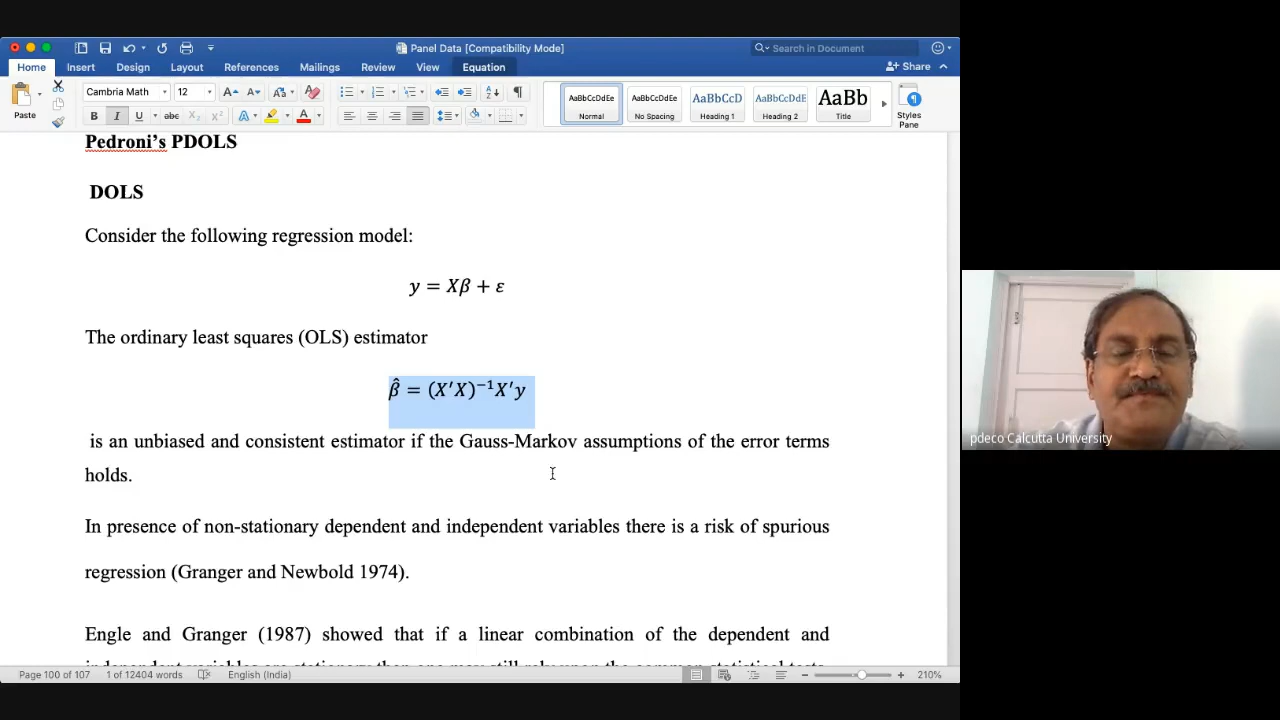 Panel Data [Compatibility Mode]
Search in Document
Home Insert Design Layout References Mailings Review View Equation
Share
Paste
Cambria Math 12
AaBbCcDdEe AaBbCcDdEe AaBbCcD AaBbCcDdE AaBb
B I U abc X₂ X² A A
Normal No Spacing Heading 1 Heading 2 Title Styles Pane
Pedroni's PDOLS
DOLS
Consider the following regression model:
y = Xβ + ε
The ordinary least squares (OLS) estimator
β̂ = (X′X)⁻¹X′y
is an unbiased and consistent estimator if the Gauss-Markov assumptions of the error terms
holds.
In presence of non-stationary dependent and independent variables there is a risk of spurious
regression (Granger and Newbold 1974).
Engle and Granger (1987) showed that if a linear combination of the dependent and
Page 100 of 107 1 of 12404 words English (India) 210%
pdeco Calcutta University